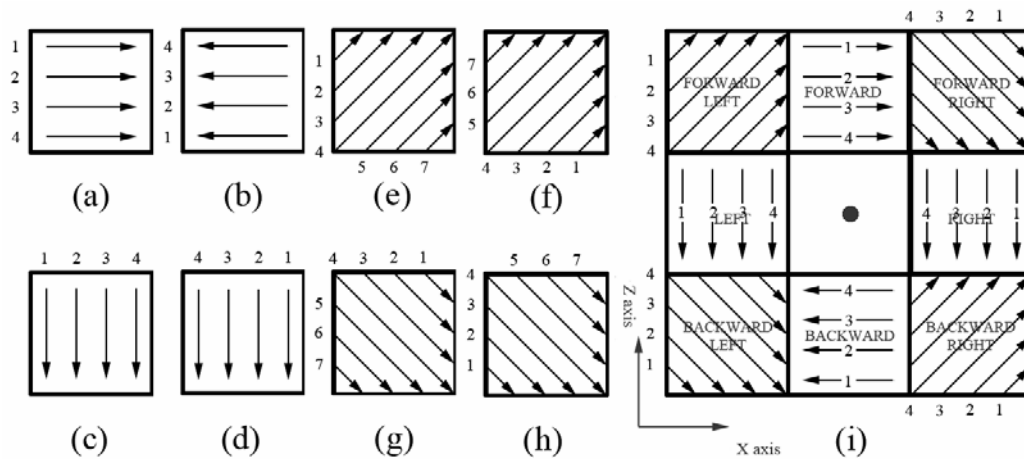 4 3 2 1
1 4 1
1 7 1 FORWARD 2 FORWARD
2 3 2 6 2 LEFT FORWARD RIGHT
3 2 3 5 3 3
4 1 4 4 4
5 6 7 4 3 2 1
(a) (b) (e) (f)
1 2 3 4 4 3 2 1
LEFT RIGHT
1 2 3 4 4 3 2 1 4 3 2 1 4 5 6 7 4
5 3 3 4
6 2 2 BACKWARD 3 BACKWARD
7 1 1 LEFT BACKWARD RIGHT
2
1
4 3 2 1
Z axis
X axis
(c) (d) (g) (h) (i)